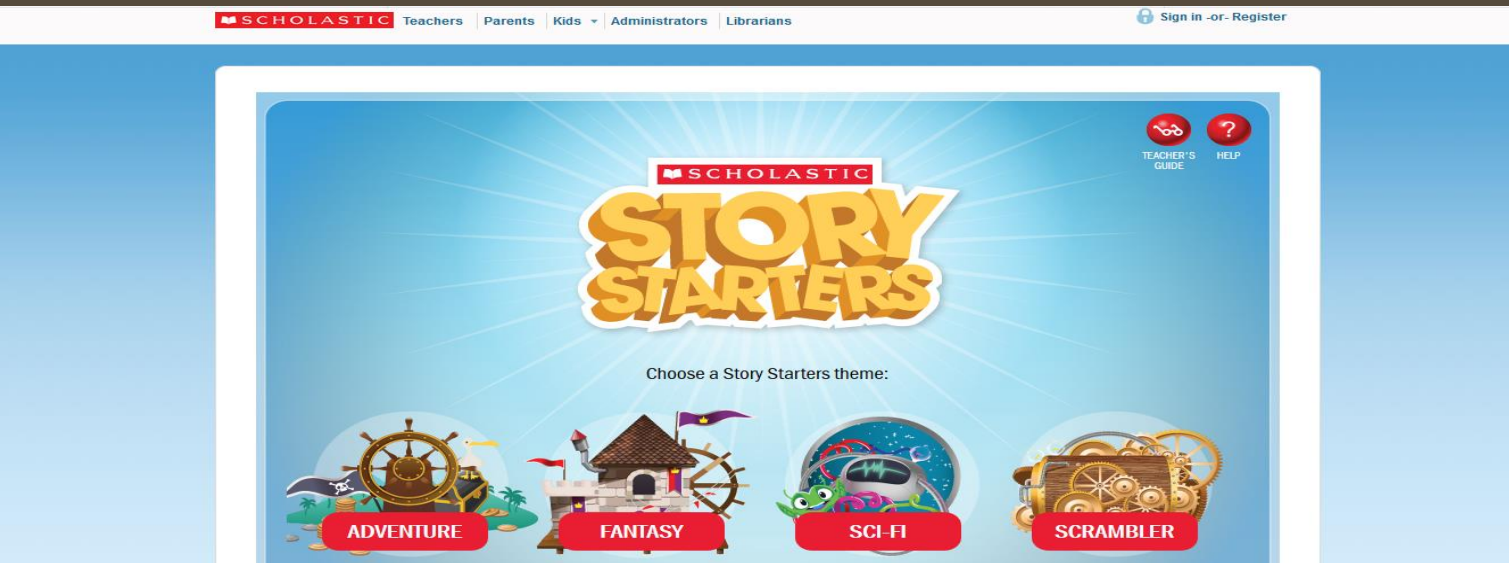 SCHOLASTIC Teachers Parents Kids Administrators Librarians Sign in -or- Register
TEACHER'S GUIDE
HELP
SCHOLASTIC
STORY
STARTERS
Choose a Story Starters theme:
ADVENTURE FANTASY SCI-FI SCRAMBLER